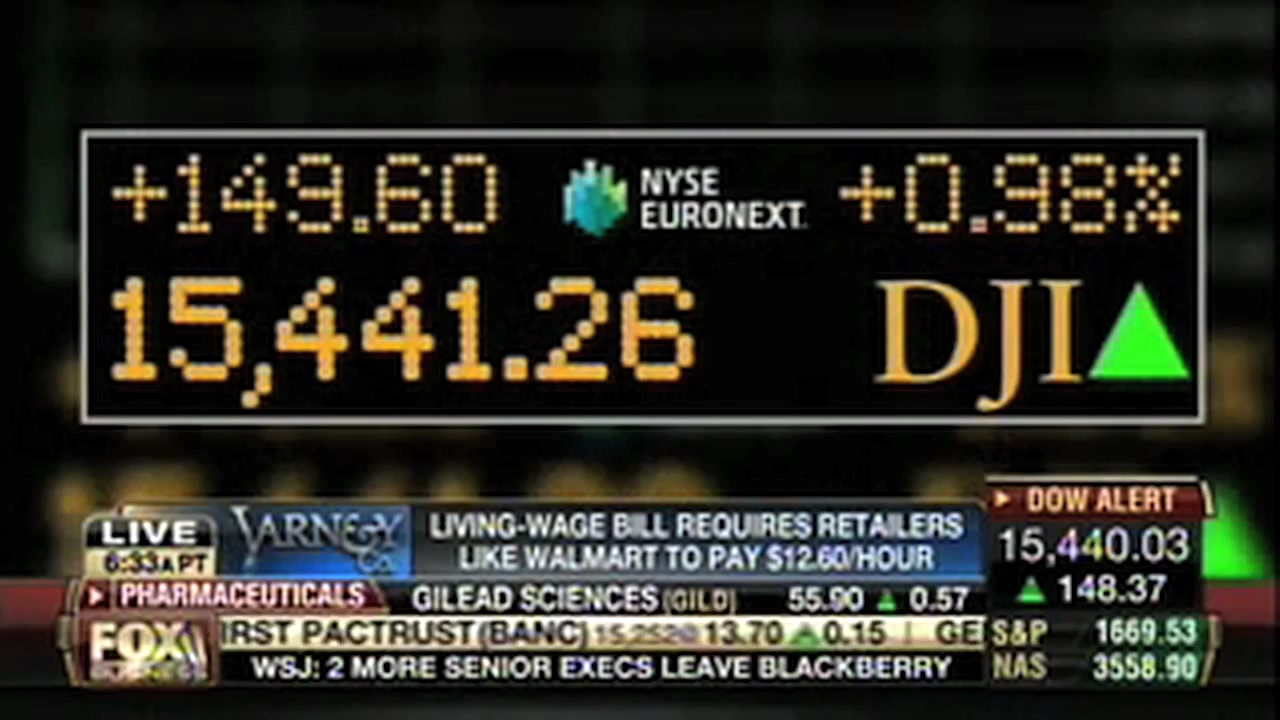 +149.60 NYSE EURONEXT. +0.98%
15,441.26 DJI
DOW ALERT
15,440.03
148.37
LIVE
6:33A PT
VARNEY & Co.
LIVING-WAGE BILL REQUIRES RETAILERS
LIKE WALMART TO PAY $12.60/HOUR
PHARMACEUTICALS GILEAD SCIENCES (GILD) 55.90 0.57
FOX
BUSINESS
IRST PACTRUST (BANC) 13.70 0.15 GE
WSJ: 2 MORE SENIOR EXECS LEAVE BLACKBERRY
S&P 1669.53
NAS 3558.90